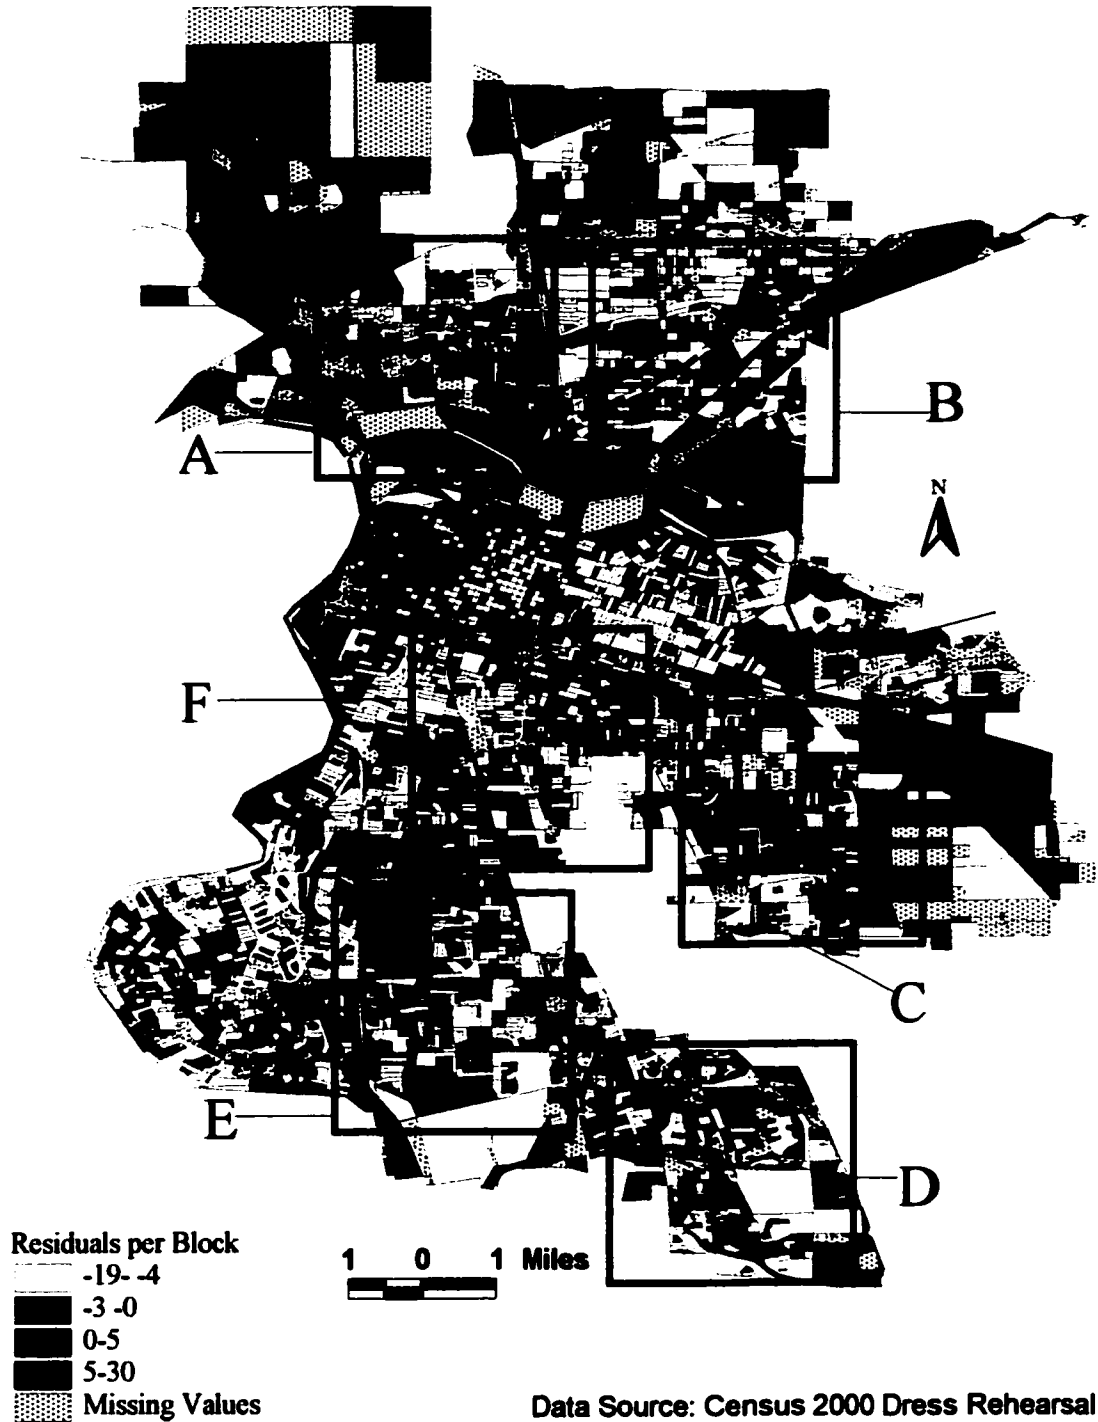 B
A
N
F
C
E
D
Residuals per Block
-19- -4
-3 -0
0-5
5-30
Missing Values
1 0 1 Miles
Data Source: Census 2000 Dress Rehearsal